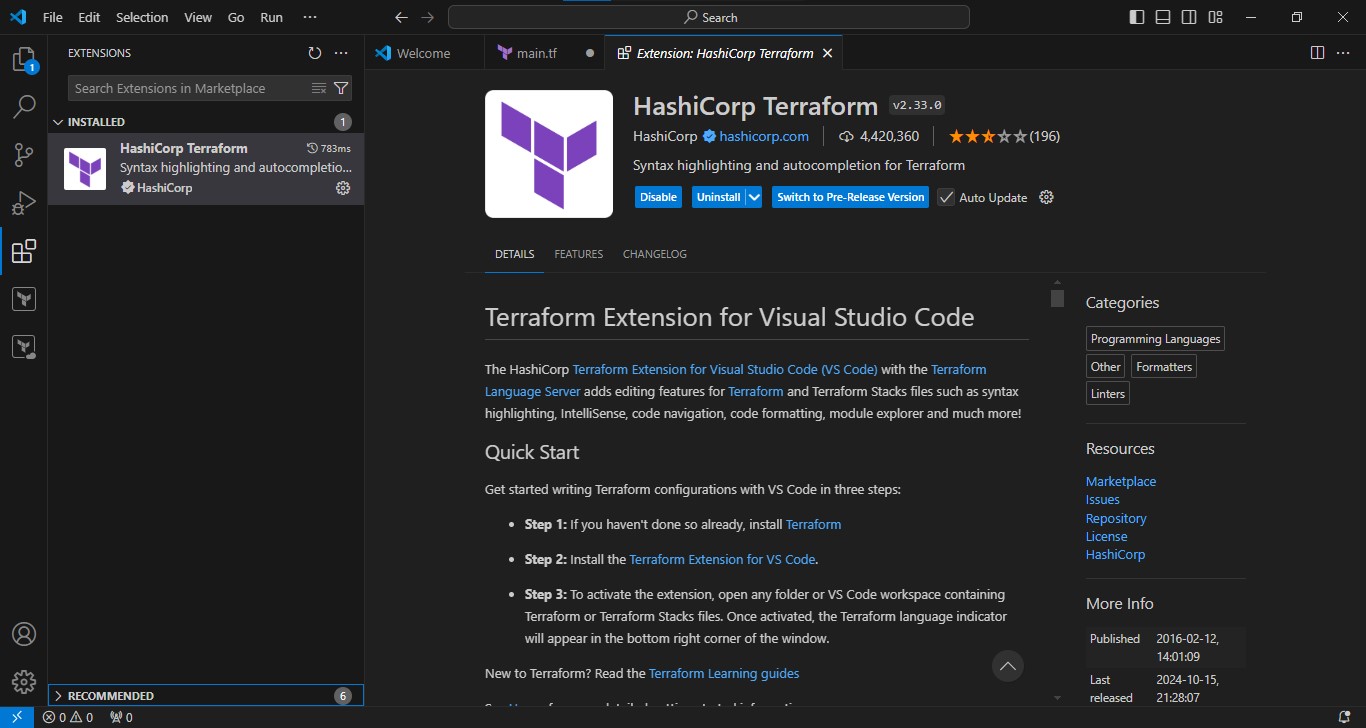 File Edit Selection View Go Run ···
Search
EXTENSIONS
Search Extensions in Marketplace
INSTALLED 1
HashiCorp Terraform 783ms
Syntax highlighting and autocompletio...
HashiCorp
RECOMMENDED 6
1
Welcome
main.tf
Extension: HashiCorp Terraform
HashiCorp Terraform v2.33.0
HashiCorp hashicorp.com 4,420,360 (196)
Syntax highlighting and autocompletion for Terraform
Disable Uninstall Switch to Pre-Release Version Auto Update
DETAILS FEATURES CHANGELOG
Terraform Extension for Visual Studio Code
The HashiCorp Terraform Extension for Visual Studio Code (VS Code) with the Terraform
Language Server adds editing features for Terraform and Terraform Stacks files such as syntax
highlighting, IntelliSense, code navigation, code formatting, module explorer and much more!
Quick Start
Get started writing Terraform configurations with VS Code in three steps:
• Step 1: If you haven't done so already, install Terraform
• Step 2: Install the Terraform Extension for VS Code.
• Step 3: To activate the extension, open any folder or VS Code workspace containing
Terraform or Terraform Stacks files. Once activated, the Terraform language indicator
will appear in the bottom right corner of the window.
New to Terraform? Read the Terraform Learning guides
Categories
Programming Languages
Other Formatters
Linters
Resources
Marketplace
Issues
Repository
License
HashiCorp
More Info
Published 2016-02-12,
14:01:09
Last 2024-10-15,
released 21:28:07
0 0 0